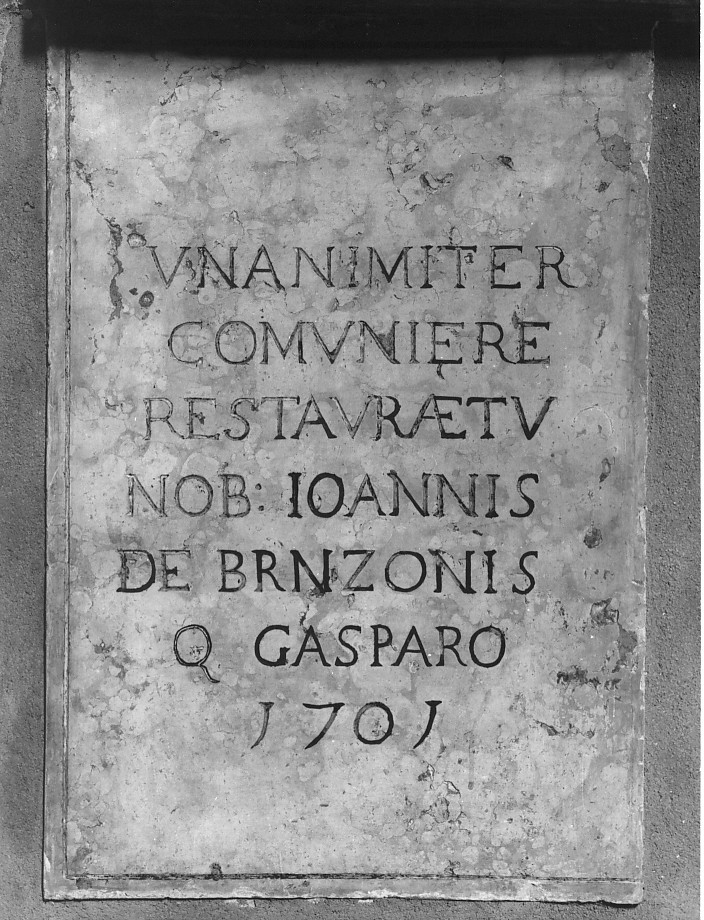 VNANIMITER
COMVNIĘRE
RESTAVRÆTV
NOB: IOANNIS
DE BRNZONIS
Q GASPARO
1701